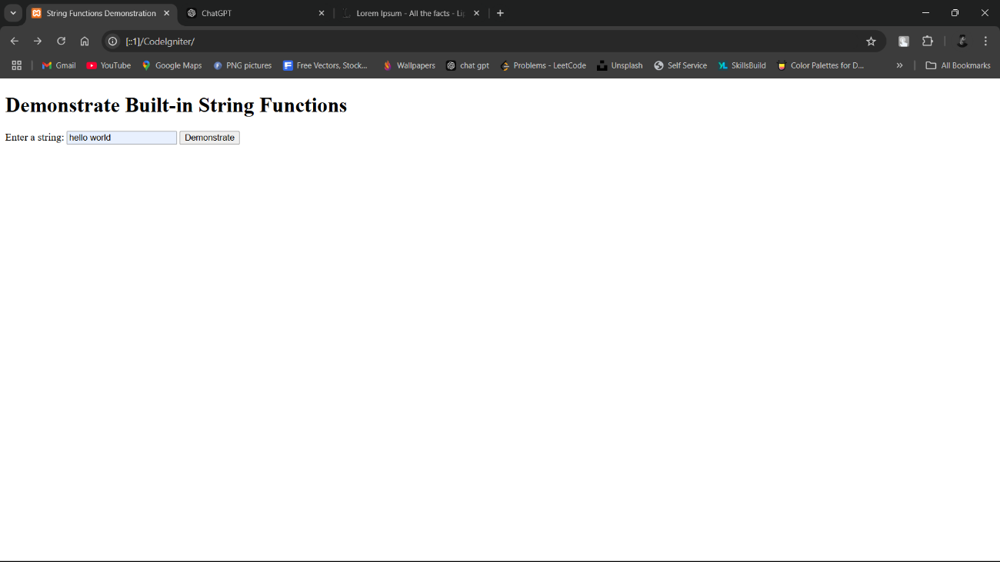 String Functions Demonstration
ChatGPT
Lorem Ipsum - All the facts - Li
[::1]/CodeIgniter/
Gmail YouTube Google Maps PNG pictures Free Vectors, Stock... Wallpapers chat gpt Problems - LeetCode Unsplash Self Service SkillsBuild Color Palettes for D... » All Bookmarks
Demonstrate Built-in String Functions
Enter a string: hello world Demonstrate